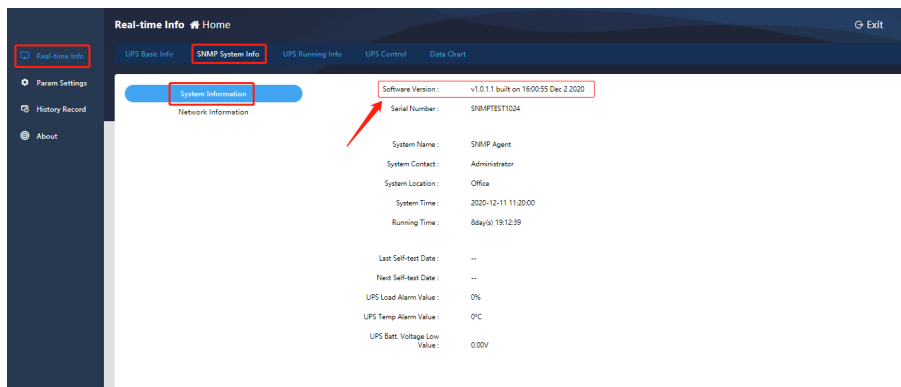 Real-time Info Home
Exit
UPS Basic Info SNMP System Info UPS Running Info UPS Control Data Chart
Real-time Info
Param Settings
History Record
About
System Information
Network Information
Software Version : v1.0.1.1 built on 16:00:55 Dec 2 2020
Serial Number : SNMPTEST1024
System Name : SNMP Agent
System Contact : Administrator
System Location : Office
System Time : 2020-12-11 11:20:00
Running Time : 8day(s) 19:12:39
Last Self-test Date : --
Next Self-test Date : --
UPS Load Alarm Value : 0%
UPS Temp Alarm Value : 0°C
UPS Batt. Voltage Low
Value : 0.00V